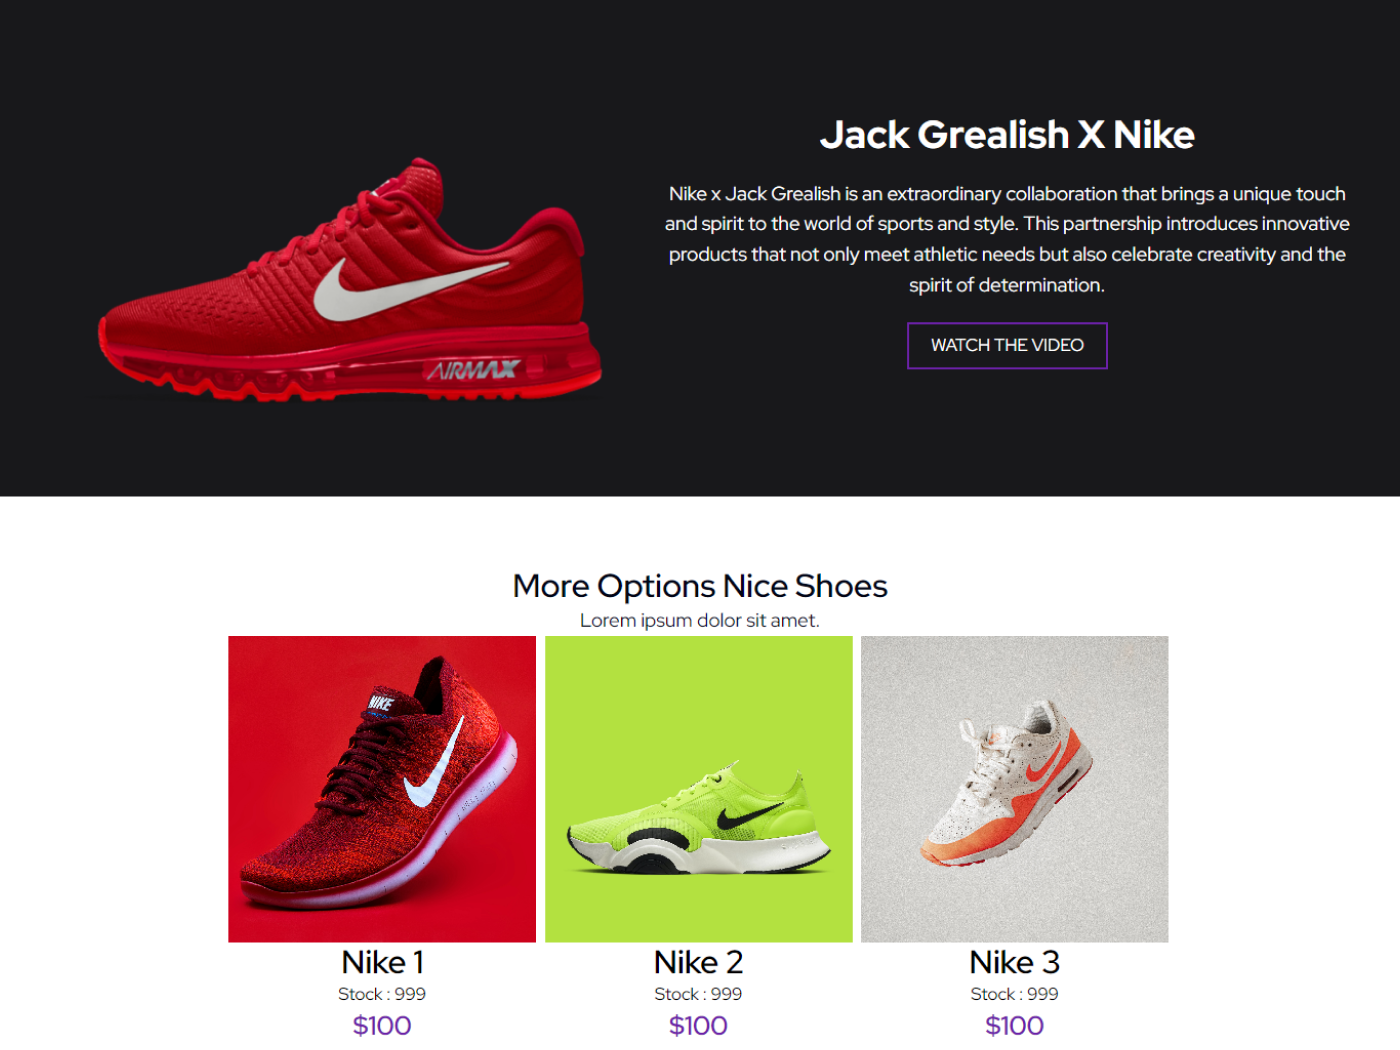 Jack Grealish X Nike
Nike x Jack Grealish is an extraordinary collaboration that brings a unique touch
and spirit to the world of sports and style. This partnership introduces innovative
products that not only meet athletic needs but also celebrate creativity and the
spirit of determination.
WATCH THE VIDEO
AIRMAX
More Options Nice Shoes
Lorem ipsum dolor sit amet.
NIKE
Nike 1
Stock : 999
$100
Nike 2
Stock : 999
$100
Nike 3
Stock : 999
$100